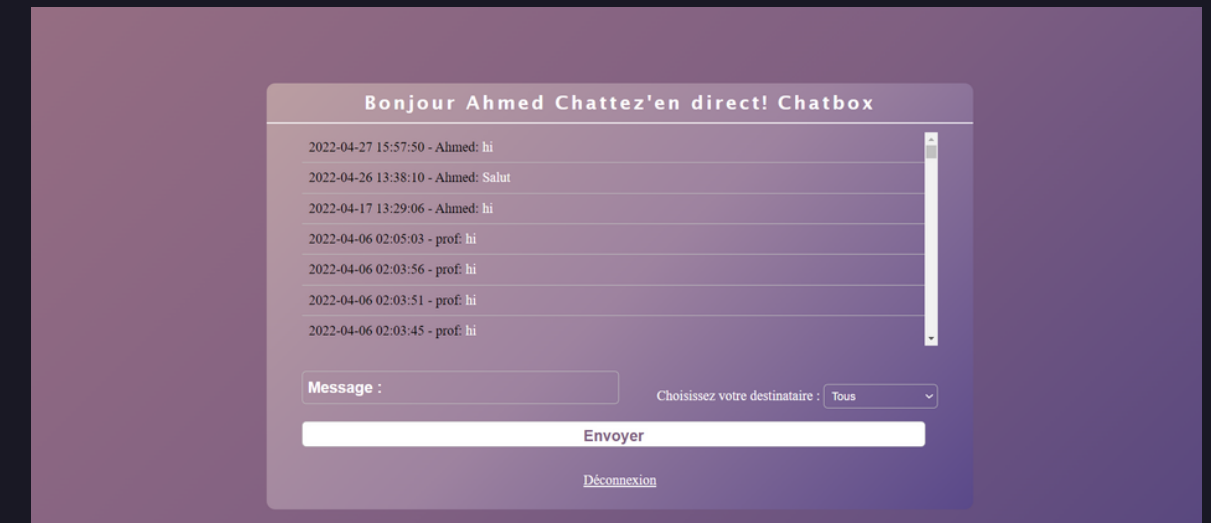 Bonjour Ahmed Chattez'en direct! Chatbox
2022-04-27 15:57:50 - Ahmed: hi
2022-04-26 13:38:10 - Ahmed: Salut
2022-04-17 13:29:06 - Ahmed: hi
2022-04-06 02:05:03 - prof: hi
2022-04-06 02:03:56 - prof: hi
2022-04-06 02:03:51 - prof: hi
2022-04-06 02:03:45 - prof: hi
Message :
Choisissez votre destinataire : Tous
Envoyer
Déconnexion